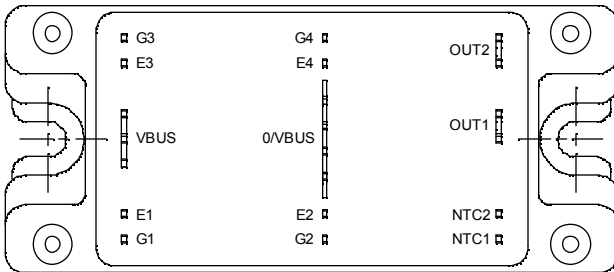 G3 G4 OUT2
E3 E4
VBUS 0/VBUS OUT1
E1 E2 NTC2
G1 G2 NTC1